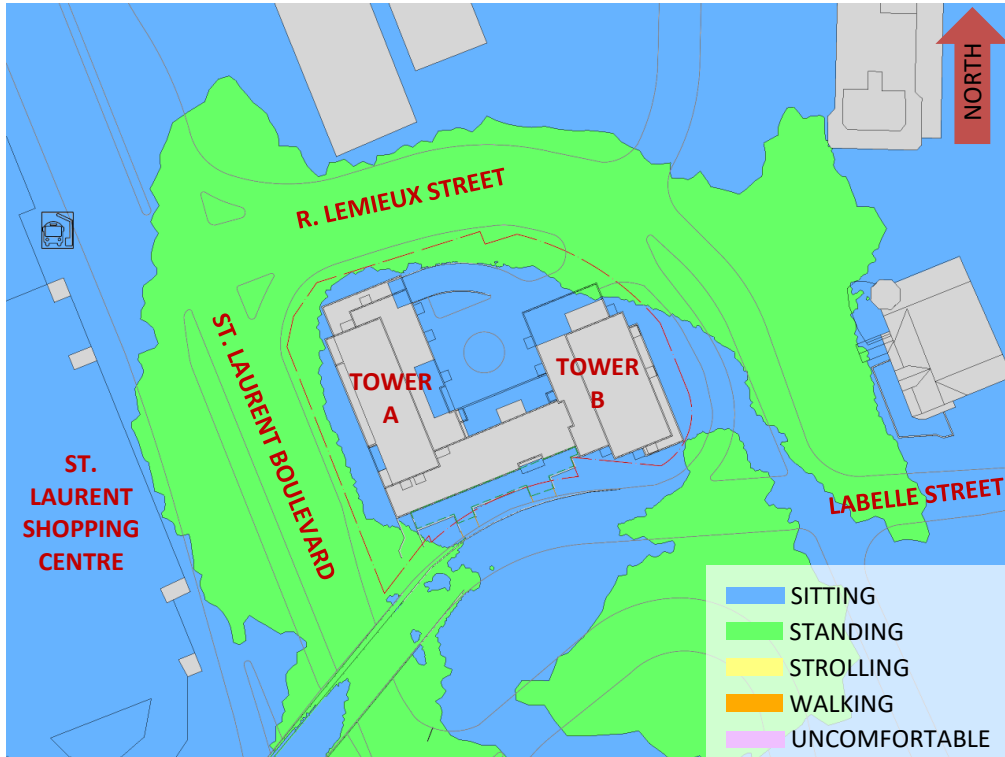 NORTH
R. LEMIEUX STREET
ST. LAURENT BOULEVARD
TOWER
A
TOWER
B
ST.
LAURENT
SHOPPING
CENTRE
LABELLE STREET
SITTING
STANDING
STROLLING
WALKING
UNCOMFORTABLE